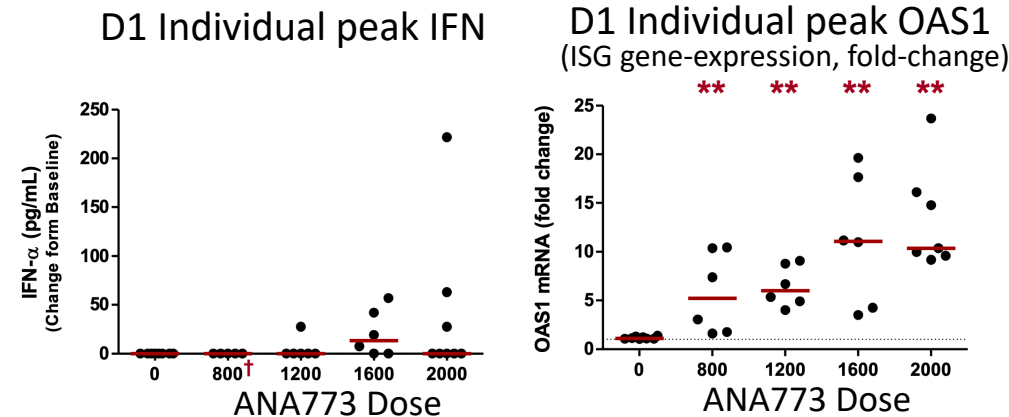 D1 Individual peak IFN
IFN-α (pg/mL)
(Change form Baseline)
250
200
150
100
50
0
0 800† 1200 1600 2000
ANA773 Dose
D1 Individual peak OAS1
(ISG gene-expression, fold-change)
** ** ** **
OAS1 mRNA (fold change)
25
20
15
10
5
0
0 800 1200 1600 2000
ANA773 Dose